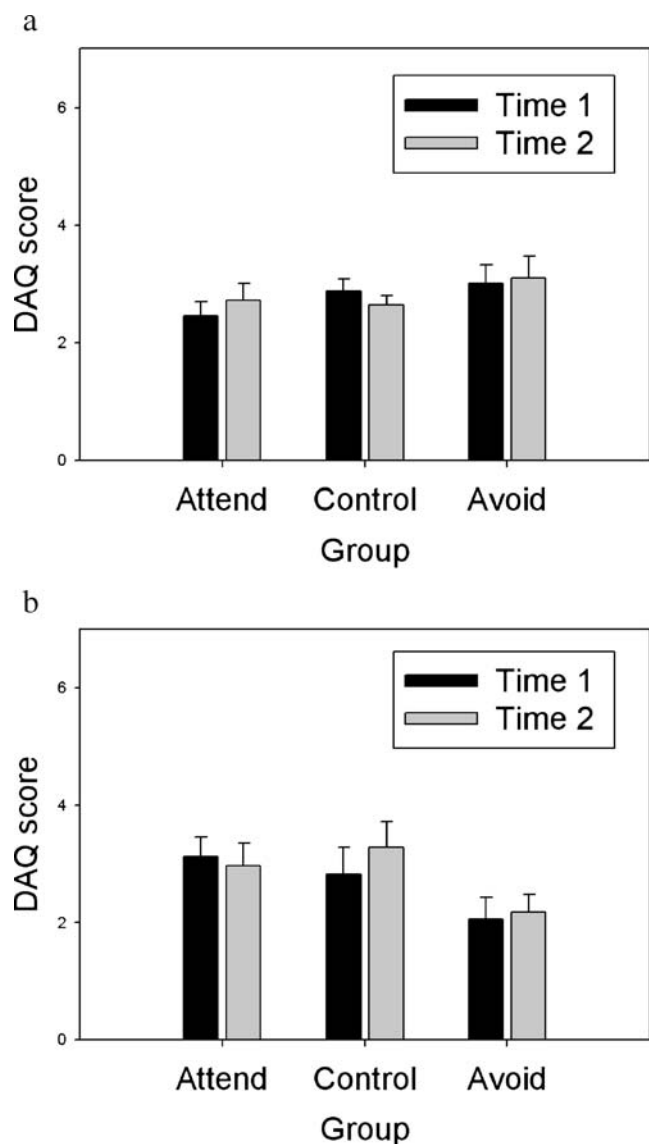 a
6
Time 1
Time 2
4
DAQ score
2
0
Attend Control Avoid
Group
b
6
Time 1
Time 2
4
DAQ score
2
0
Attend Control Avoid
Group